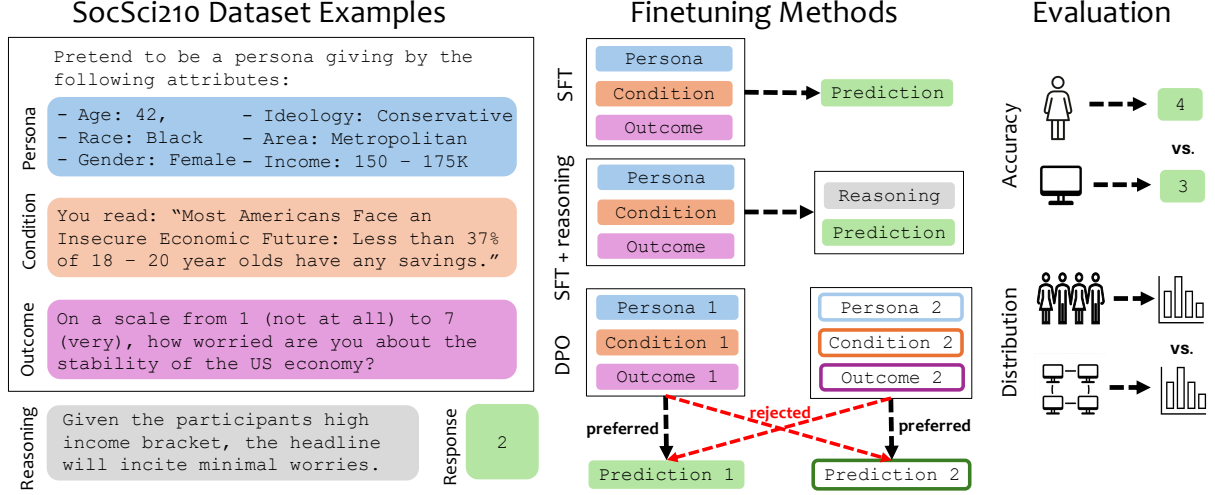 SocSci210 Dataset Examples
Pretend to be a persona giving by the
following attributes:
Persona
- Age: 42,
- Race: Black
- Gender: Female
- Ideology: Conservative
- Area: Metropolitan
- Income: 150 – 175K
Condition
You read: “Most Americans Face an
Insecure Economic Future: Less than 37%
of 18 – 20 year olds have any savings.”
Outcome
On a scale from 1 (not at all) to 7
(very), how worried are you about the
stability of the US economy?
Reasoning
Given the participants high
income bracket, the headline
will incite minimal worries.
Response
2
Finetuning Methods
SFT
Persona
Condition
Outcome
Prediction
SFT + reasoning
Persona
Condition
Outcome
Reasoning
Prediction
DPO
Persona 1
Condition 1
Outcome 1
Persona 2
Condition 2
Outcome 2
preferred
rejected
preferred
Prediction 1
Prediction 2
Evaluation
Accuracy
4
vs.
3
Distribution
vs.